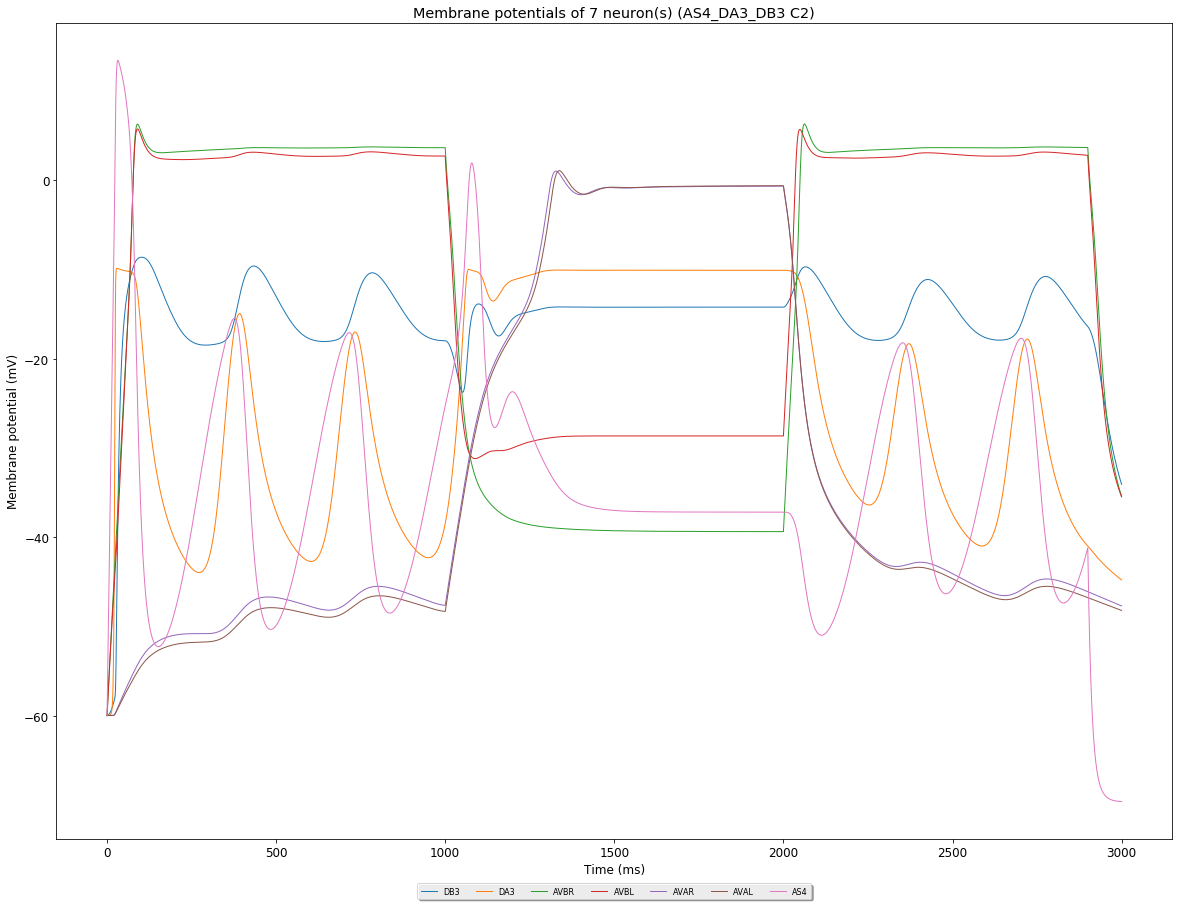 Membrane potentials of 7 neuron(s) (AS4_DA3_DB3 C2)
Membrane potential (mV)
0
−20
−40
−60
0 500 1000 1500 2000 2500 3000
Time (ms)
DB3 DA3 AVBR AVBL AVAR AVAL AS4